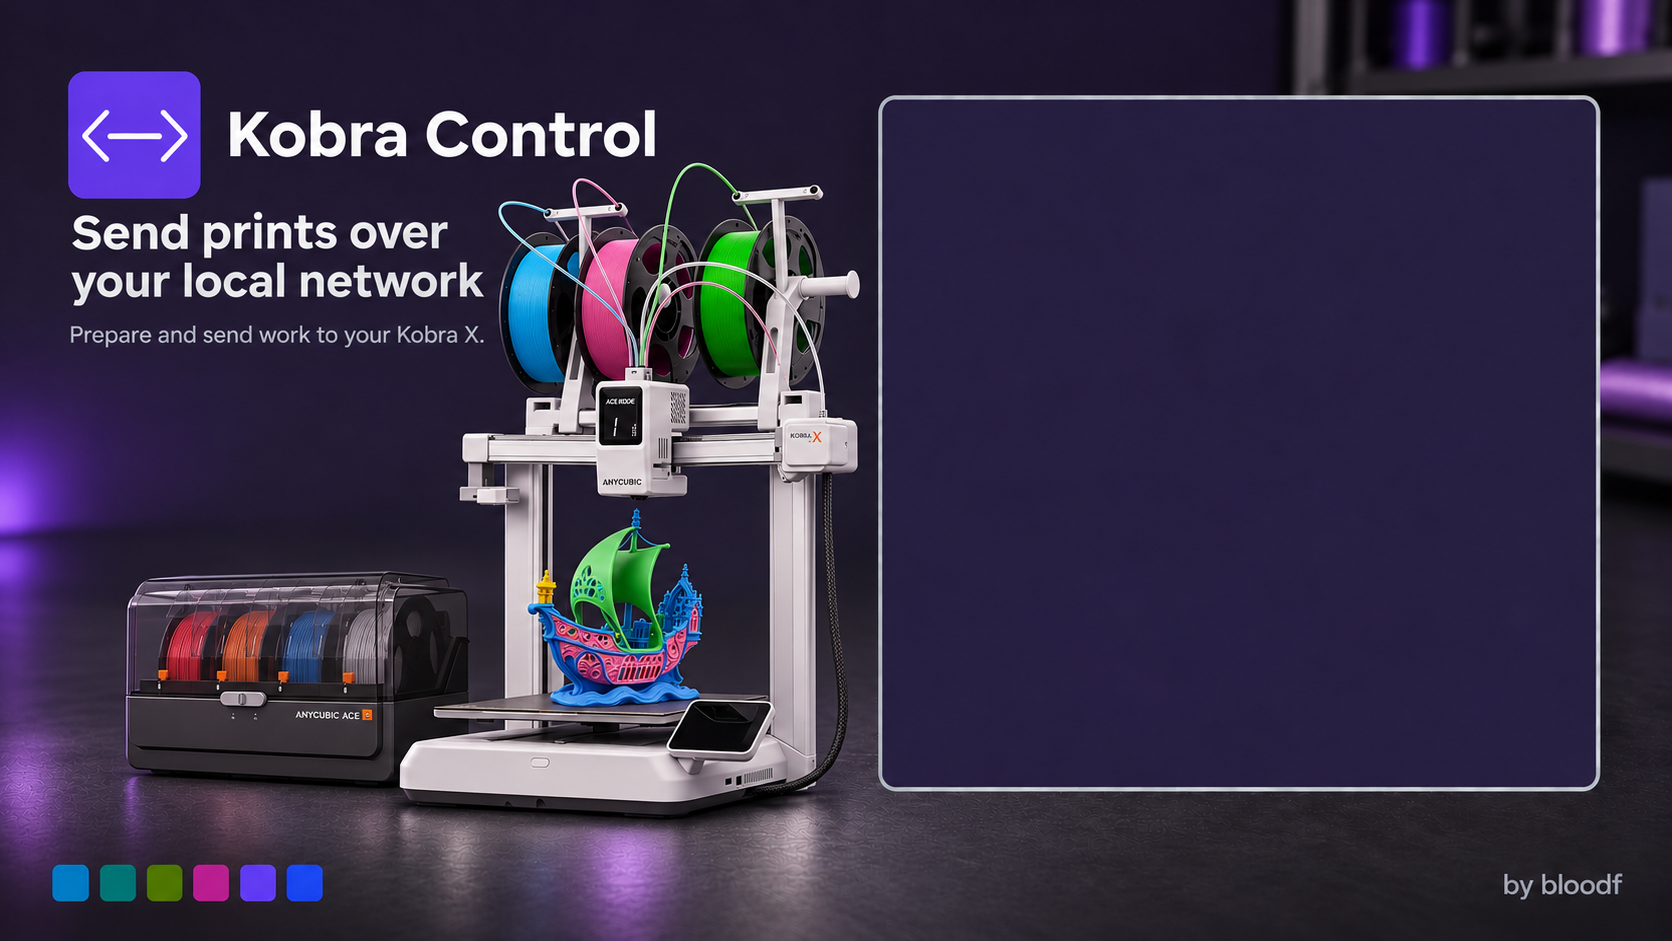 Kobra Control
Send prints over
your local network
Prepare and send work to your Kobra X.
ACE MODE
KOBRA X
ANYCUBIC
ANYCUBIC ACE
by bloodf